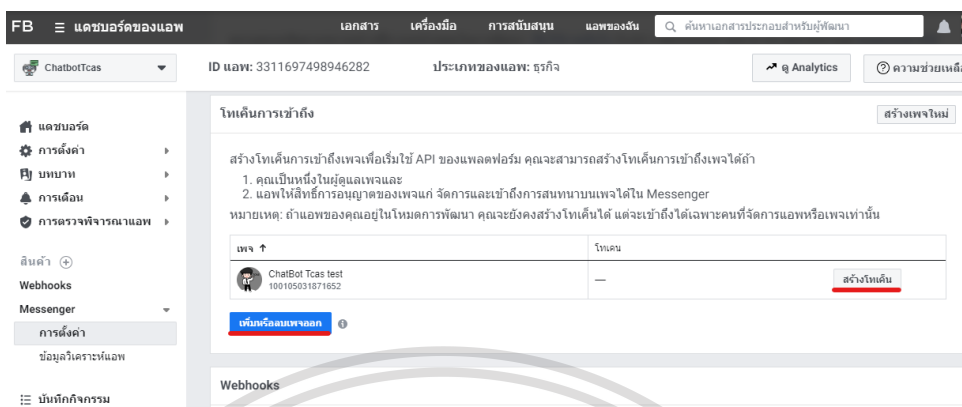 FB ☰ แดชบอร์ดของแอพ เอกสาร เครื่องมือ การสนับสนุน แอพของฉัน ค้นหาเอกสารประกอบสำหรับผู้พัฒนา
ChatbotTcas ID แอพ: 3311697498946282 ประเภทของแอพ: ธุรกิจ ดู Analytics
โทเค็นการเข้าถึง สร้างเพจใหม่
แดชบอร์ด
การตั้งค่า
บทบาท
การเตือน
การตรวจพิจารณาแอพ
สร้างโทเค็นการเข้าถึงเพจเพื่อเริ่มใช้ API ของแพลตฟอร์ม คุณจะสามารถสร้างโทเค็นการเข้าถึงเพจได้ถ้า
1. คุณเป็นหนึ่งในผู้ดูแลเพจและ
2. แอพให้สิทธิ์การอนุญาตของเพจแก่ จัดการและเข้าถึงการสนทนาบนเพจได้ใน Messenger
หมายเหตุ: ถ้าแอพของคุณอยู่ในโหมดการพัฒนา คุณจะยังคงสร้างโทเค็นได้ แต่จะเข้าถึงได้เฉพาะคนที่จัดการแอพหรือเพจเท่านั้น
เพจ ↑ โทเคน
ChatBot Tcas test
100105031871652 — สร้างโทเค็น
เพิ่มหรือลบเพจออก
สินค้า
Webhooks
Messenger
การตั้งค่า
ข้อมูลวิเคราะห์แอพ
บันทึกกิจกรรม
Webhooks